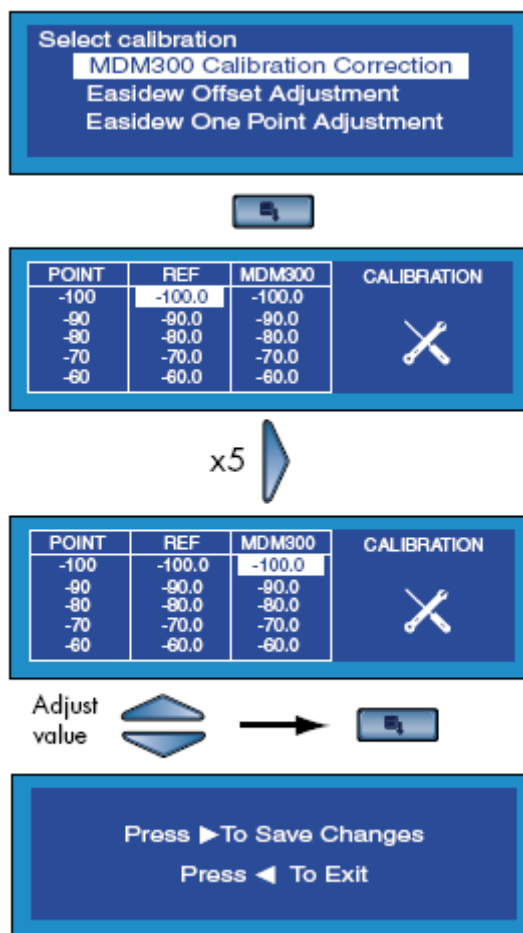 Select calibration
MDM300 Calibration Correction
Easidew Offset Adjustment
Easidew One Point Adjustment
POINT REF MDM300 CALIBRATION
-100 -100.0 -100.0
-90 -90.0 -90.0
-80 -80.0 -80.0
-70 -70.0 -70.0
-60 -60.0 -60.0
x5
POINT REF MDM300 CALIBRATION
-100 -100.0 -100.0
-90 -90.0 -90.0
-80 -80.0 -80.0
-70 -70.0 -70.0
-60 -60.0 -60.0
Adjust
value
Press ▶To Save Changes
Press ◀ To Exit